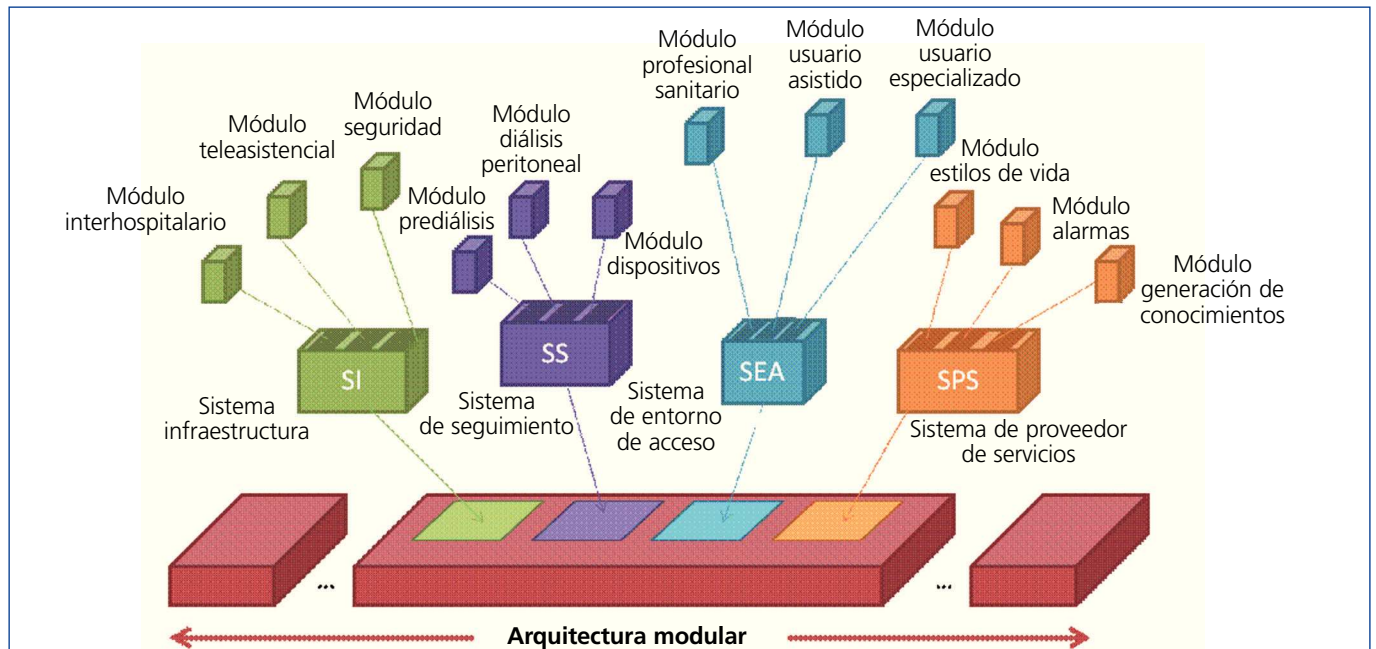 Módulo
interhospitalario
Módulo
teleasistencial
Módulo
seguridad
Módulo
prediálisis
Módulo
diálisis
peritoneal
Módulo
dispositivos
Módulo
profesional
sanitario
Módulo
usuario
asistido
Módulo
usuario
especializado
Módulo
estilos de vida
Módulo
alarmas
Módulo
generación de
conocimientos
SI
SS
SEA
SPS
Sistema
infraestructura
Sistema
de seguimiento
Sistema
de entorno
de acceso
Sistema de proveedor
de servicios
...
...
Arquitectura modular